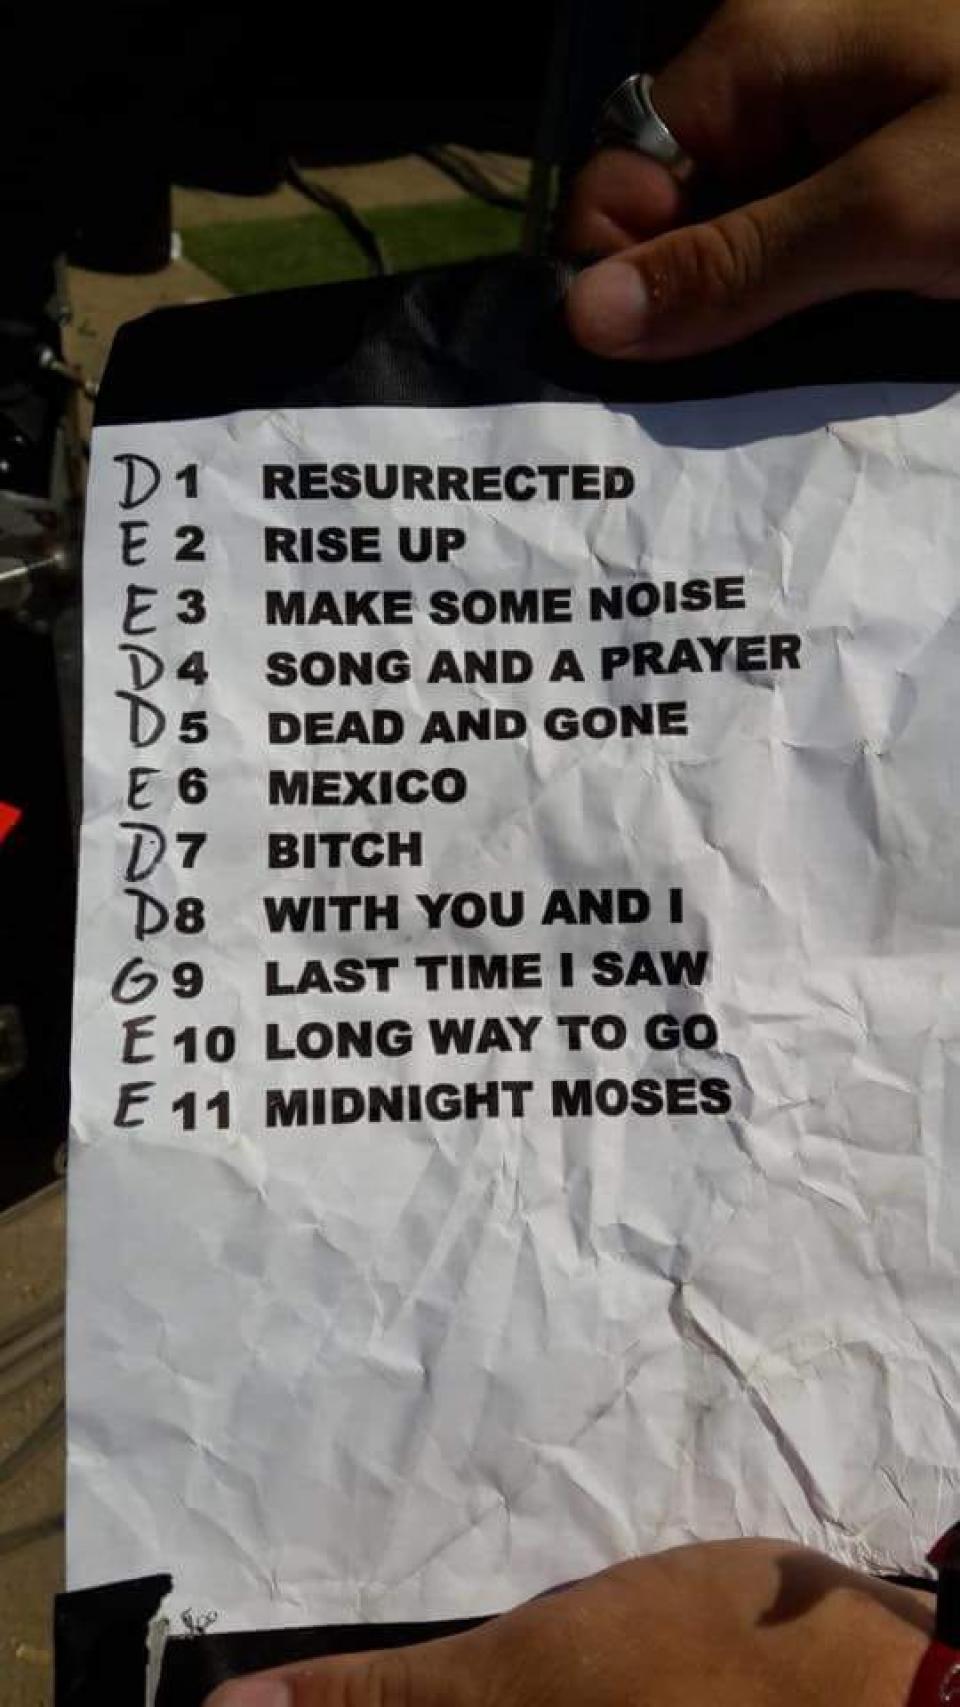 D 1 RESURRECTED
E 2 RISE UP
E 3 MAKE SOME NOISE
D 4 SONG AND A PRAYER
D 5 DEAD AND GONE
E 6 MEXICO
D 7 BITCH
D 8 WITH YOU AND I
G 9 LAST TIME I SAW
E 10 LONG WAY TO GO
E 11 MIDNIGHT MOSES